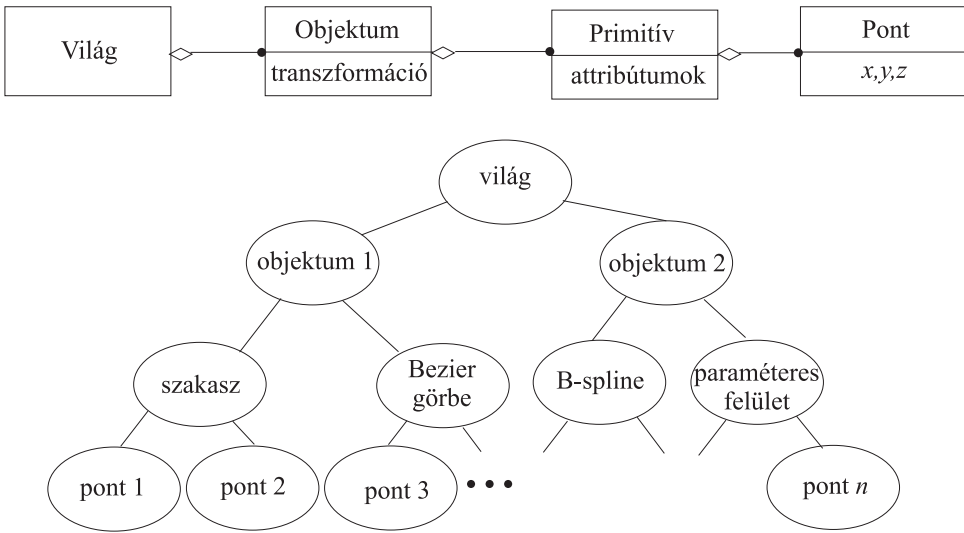 Világ
Objektum
transzformáció
Primitív
attribútumok
Pont
x,y,z
világ
objektum 1
objektum 2
szakasz
Bezier
görbe
B-spline
paraméteres
felület
pont 1
pont 2
pont 3
•••
pont n